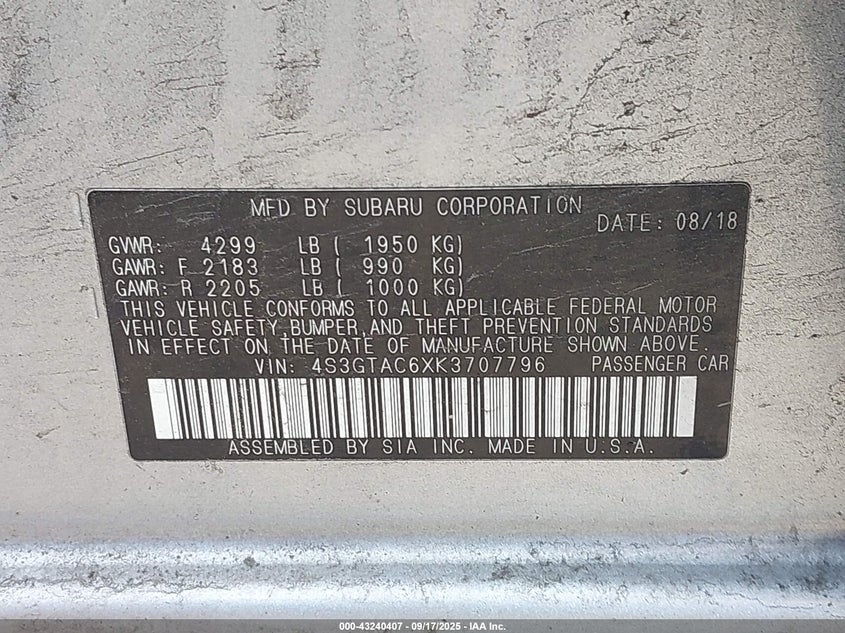 MFD BY SUBARU CORPORATION
DATE: 08/18
GVWR: 4299 LB ( 1950 KG)
GAWR: F 2183 LB ( 990 KG)
GAWR: R 2205 LB ( 1000 KG)
THIS VEHICLE CONFORMS TO ALL APPLICABLE FEDERAL MOTOR
VEHICLE SAFETY,BUMPER,AND THEFT PREVENTION STANDARDS
IN EFFECT ON THE DATE OF MANUFACTURE SHOWN ABOVE.
VIN: 4S3GTAC6XK3707796 PASSENGER CAR
ASSEMBLED BY SIA INC. MADE IN U.S.A.
000-43240407 - 09/17/2025 - IAA Inc.